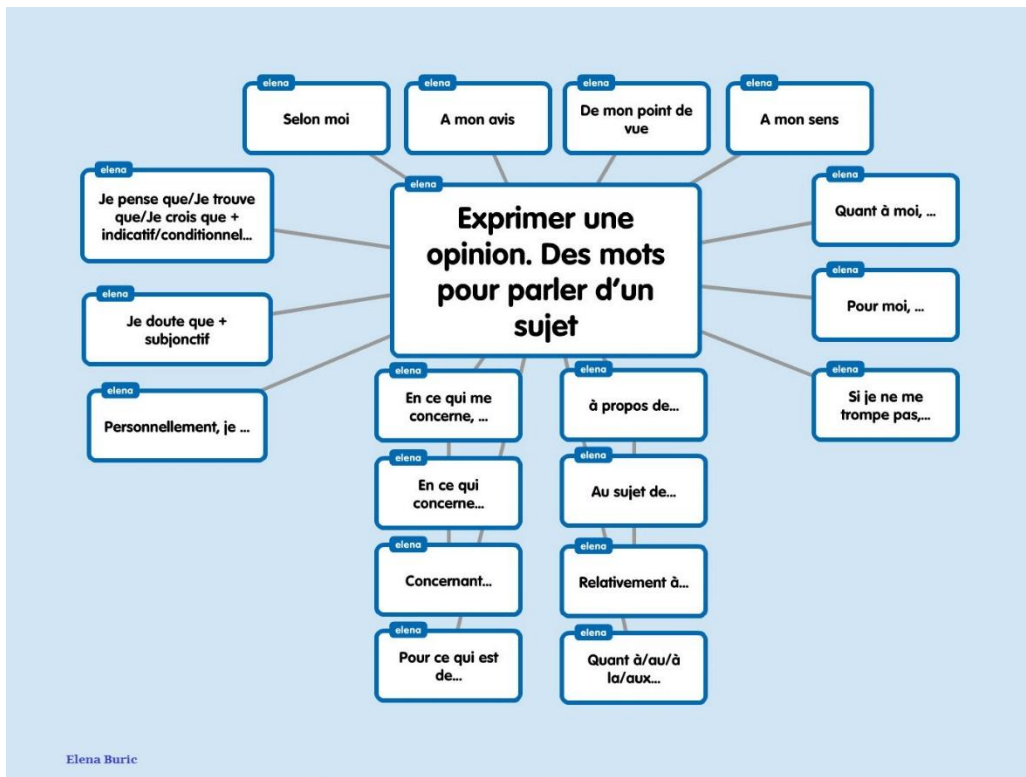 elena
Selon moi
elena
A mon avis
elena
De mon point de
vue
elena
A mon sens
elena
Je pense que/Je trouve
que/Je crois que +
indicatif/conditionnel...
elena
Exprimer une
opinion. Des mots
pour parler d'un
sujet
elena
Quant à moi, ...
elena
Je doute que +
subjonctif
elena
Pour moi, ...
elena
Personnellement, je ...
elena
En ce qui me
concerne, ...
elena
à propos de...
elena
Si je ne me
trompe pas,...
elena
En ce qui
concerne...
elena
Au sujet de...
elena
Concernant...
elena
Relativement à...
elena
Pour ce qui est
de...
elena
Quant à/au/à
la/aux...
Elena Buric